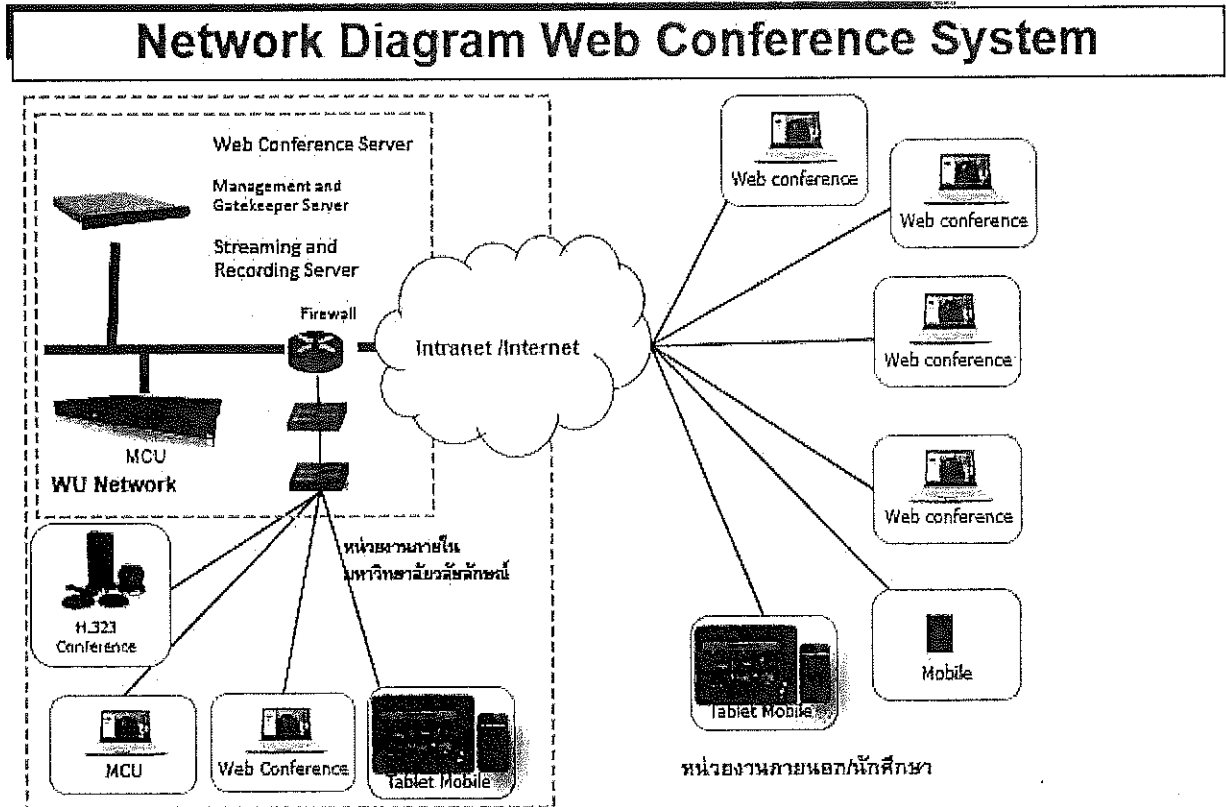 Network Diagram Web Conference System
Web Conference Server
Management and
Gatekeeper Server
Streaming and
Recording Server
Firewall
Intranet /Internet
MCU
WU Network
หน่วยงานภายใน
มหาวิทยาลัยวลัยลักษณ์
H.323
Conference
MCU
Web Conference
Tablet Mobile
Web conference
Web conference
Web conference
Web conference
Mobile
Tablet Mobile
หน่วยงานภายนอก/นักศึกษา